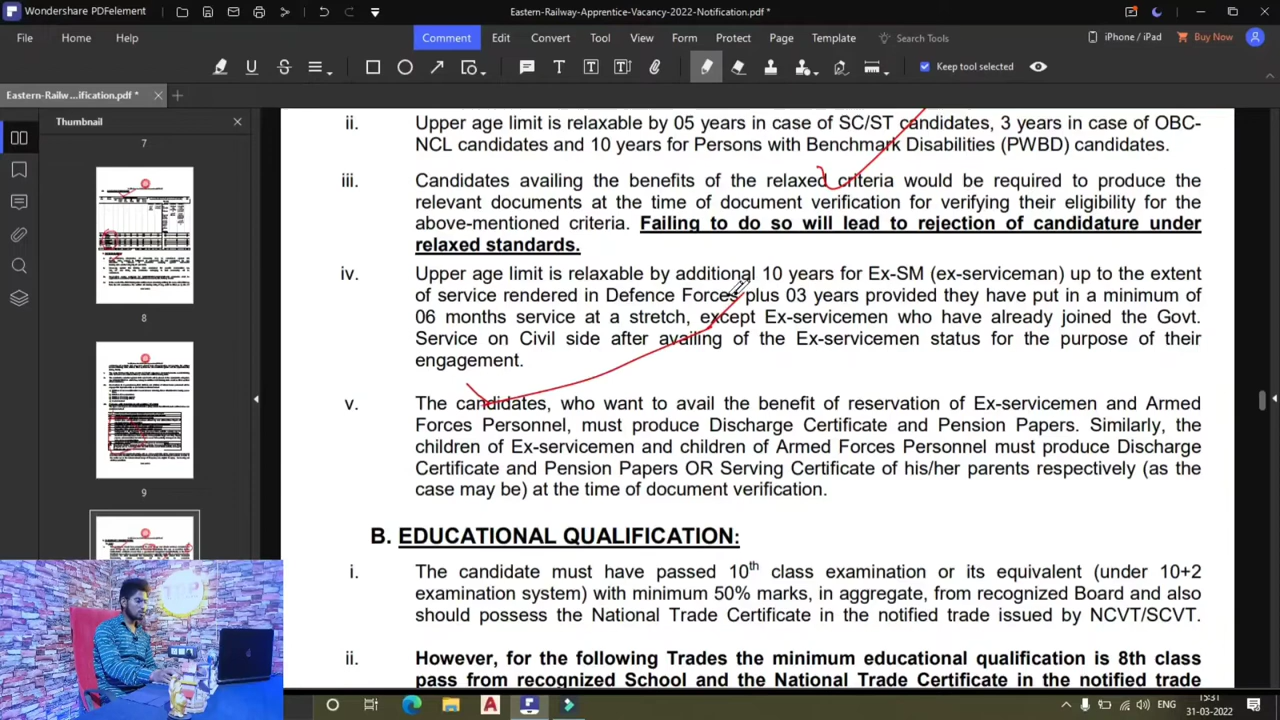 Wondershare PDFelement
Eastern-Railway-Apprentice-Vacancy-2022-Notification.pdf *
File Home Help Comment Edit Convert Tool View Form Protect Page Template Search Tools iPhone / iPad Buy Now
Keep tool selected
Eastern-Railw ...ification.pdf *
Thumbnail
7
8
9
ii. Upper age limit is relaxable by 05 years in case of SC/ST candidates, 3 years in case of OBC-
NCL candidates and 10 years for Persons with Benchmark Disabilities (PWBD) candidates.
iii. Candidates availing the benefits of the relaxed criteria would be required to produce the
relevant documents at the time of document verification for verifying their eligibility for the
above-mentioned criteria. Failing to do so will lead to rejection of candidature under
relaxed standards.
iv. Upper age limit is relaxable by additional 10 years for Ex-SM (ex-serviceman) up to the extent
of service rendered in Defence Forces plus 03 years provided they have put in a minimum of
06 months service at a stretch, except Ex-servicemen who have already joined the Govt.
Service on Civil side after availing of the Ex-servicemen status for the purpose of their
engagement.
v. The candidates, who want to avail the benefit of reservation of Ex-servicemen and Armed
Forces Personnel, must produce Discharge Certificate and Pension Papers. Similarly, the
children of Ex-servicemen and children of Armed Forces Personnel must produce Discharge
Certificate and Pension Papers OR Serving Certificate of his/her parents respectively (as the
case may be) at the time of document verification.
B. EDUCATIONAL QUALIFICATION:
i. The candidate must have passed 10th class examination or its equivalent (under 10+2
examination system) with minimum 50% marks, in aggregate, from recognized Board and also
should possess the National Trade Certificate in the notified trade issued by NCVT/SCVT.
ii. However, for the following Trades the minimum educational qualification is 8th class
pass from recognized School and the National Trade Certificate in the notified trade
ENG
15:31
31-03-2022